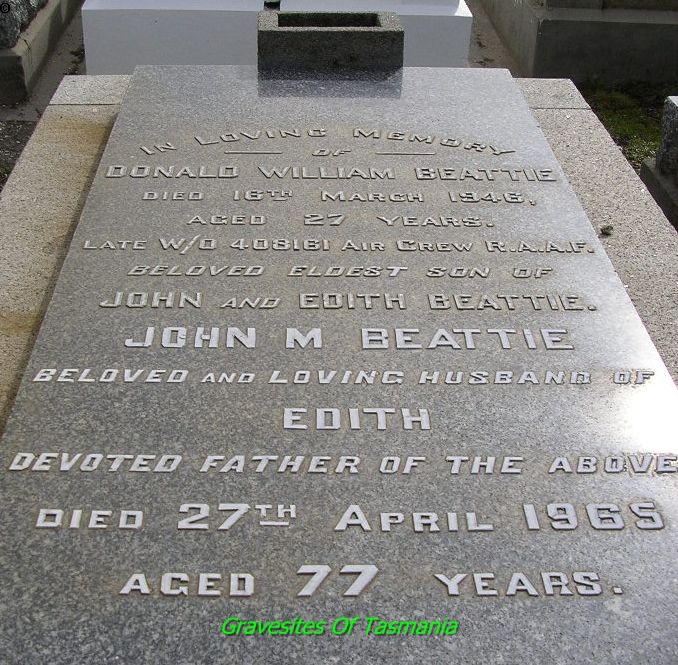 IN LOVING MEMORY
OF
DONALD WILLIAM BEATTIE
DIED 16TH MARCH 1946,
AGED 27 YEARS.
LATE W/O 408161 AIR CREW R.A.A.F.
BELOVED ELDEST SON OF
JOHN AND EDITH BEATTIE.
JOHN M BEATTIE
BELOVED AND LOVING HUSBAND OF
EDITH
DEVOTED FATHER OF THE ABOVE
DIED 27TH APRIL 1965
AGED 77 YEARS.
Gravesites Of Tasmania